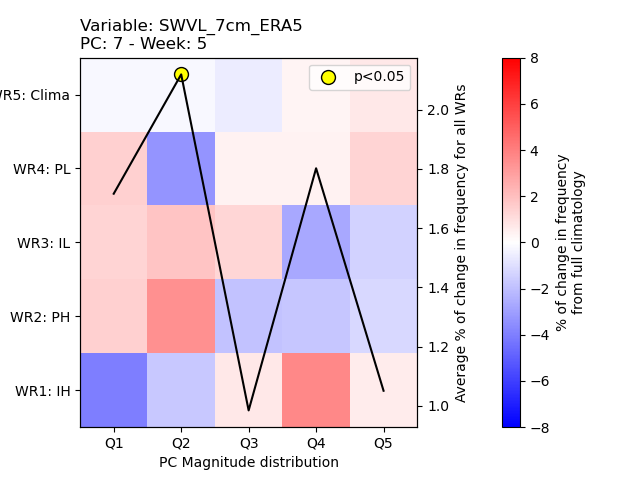 Variable: SWVL_7cm_ERA5
PC: 7 - Week: 5
p<0.05
WR5: Clima
WR4: PL
WR3: IL
WR2: PH
WR1: IH
Q1 Q2 Q3 Q4 Q5
PC Magnitude distribution
2.0
1.8
1.6
1.4
1.2
1.0
Average % of change in frequency for all WRs
8
6
4
2
0
−2
−4
−6
−8
% of change in frequency
from full climatology